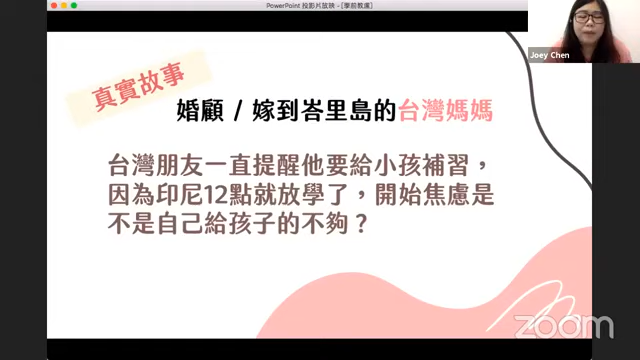 PowerPoint 投影片放映 - [學前教慮]
Joey Chen
真實故事
婚顧 / 嫁到峇里島的台灣媽媽
台灣朋友一直提醒他要給小孩補習，
因為印尼12點就放學了，開始焦慮是
不是自己給孩子的不夠？
zoom